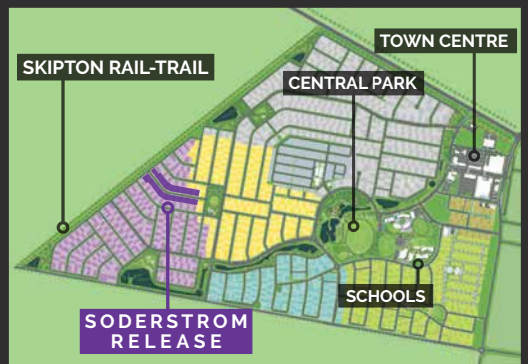 TOWN CENTRE
SKIPTON RAIL-TRAIL
CENTRAL PARK
SCHOOLS
SODERSTROM
RELEASE